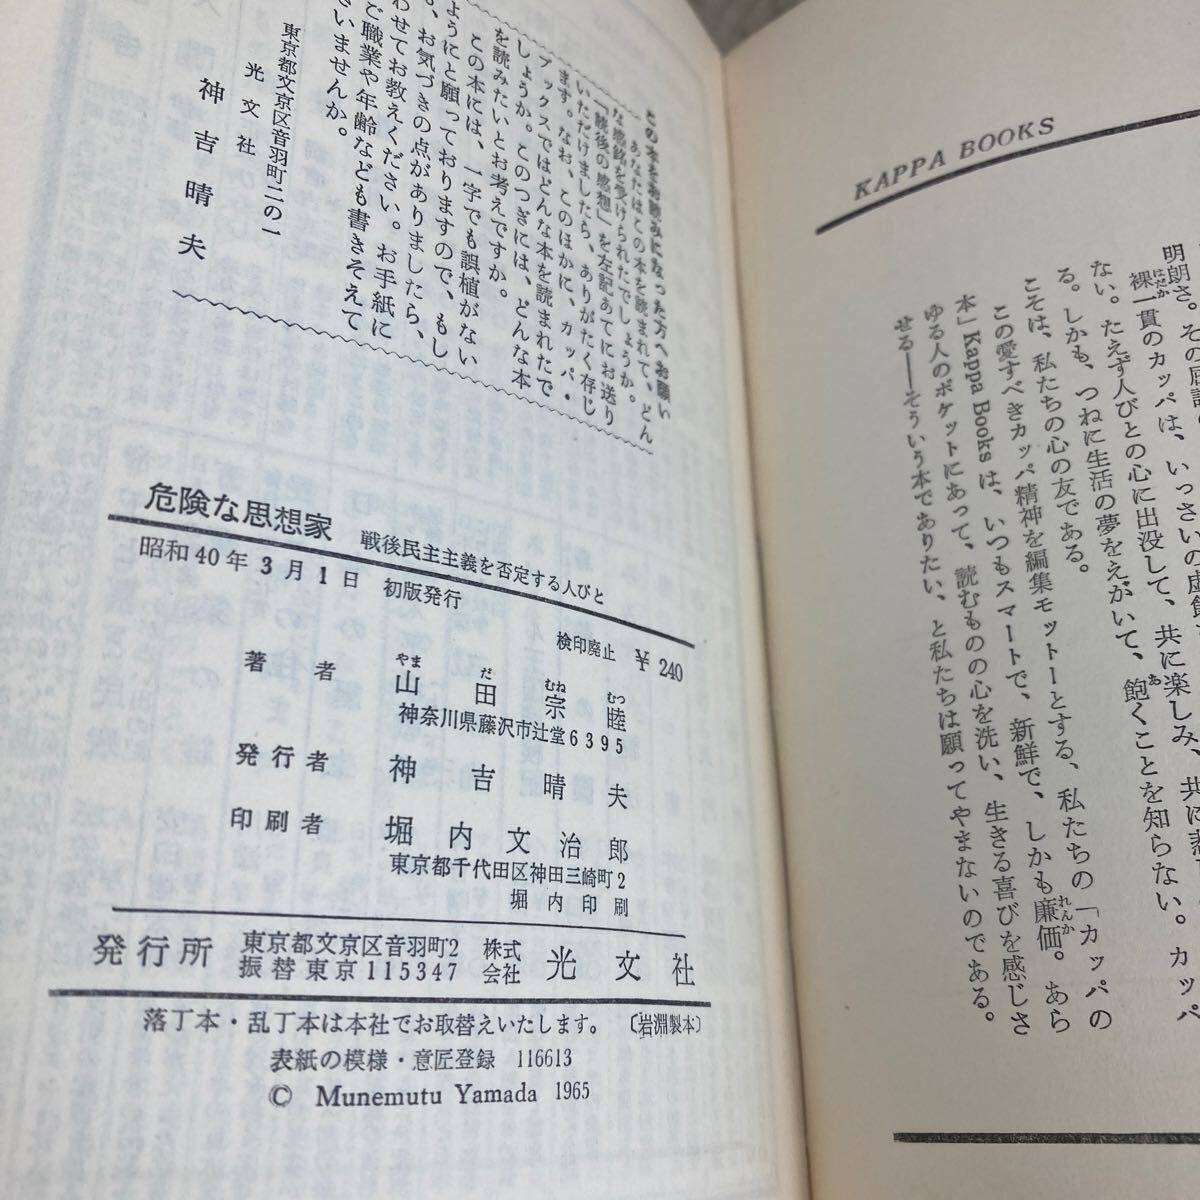 この本をお読みになった方へお願い
あなたはこの本を読まれて、どん
な感銘を受けられたでしょうか。
「読後の感想」を左記あてにお送り
いただけましたら、ありがたく存じ
ます。なお、このほかに、カッパ・
ブックスではどんな本を読まれたで
しょうか。このつぎには、どんな本
を読みたいとお考えですか。
この本には、一字でも誤植がない
ようにと願っておりますので、もし
お気づきの点がありましたら、
わせてお教えください。お手紙に
ご職業や年齢なども書きそえて
さいませんか。
東京都文京区音羽町二の一
光文社
神吉晴夫
危険な思想家 戦後民主主義を否定する人びと
昭和40年3月1日 初版発行
検印廃止 ¥240
著者 山田宗睦
やま だ むね むつ
神奈川県藤沢市辻堂6395
発行者 神吉晴夫
印刷者 堀内文治郎
東京都千代田区神田三崎町2
堀内印刷
発行所 東京都文京区音羽町2 株式会社 光文社
振替東京115347
落丁本・乱丁本は本社でお取替えいたします。〔岩淵製本〕
表紙の模様・意匠登録 116613
© Munemutu Yamada 1965
KAPPA BOOKS
明朗さ。その
裸一貫のカッパは、いっさいの虚飾
はだか
ない。たえず人びとの心に出没して、共に楽しみ、共に
る。しかも、つねに生活の夢をえがいて、飽くことを知らない。カッパ
あ
こそは、私たちの心の友である。
この愛すべきカッパ精神を編集モットーとする、私たちの「カッパの
本」Kappa Booksは、いつもスマートで、新鮮で、しかも廉価。あら
れんか
ゆる人のポケットにあって、読むものの心を洗い、生きる喜びを感じさ
せる——そういう本でありたい、と私たちは願ってやまないのである。